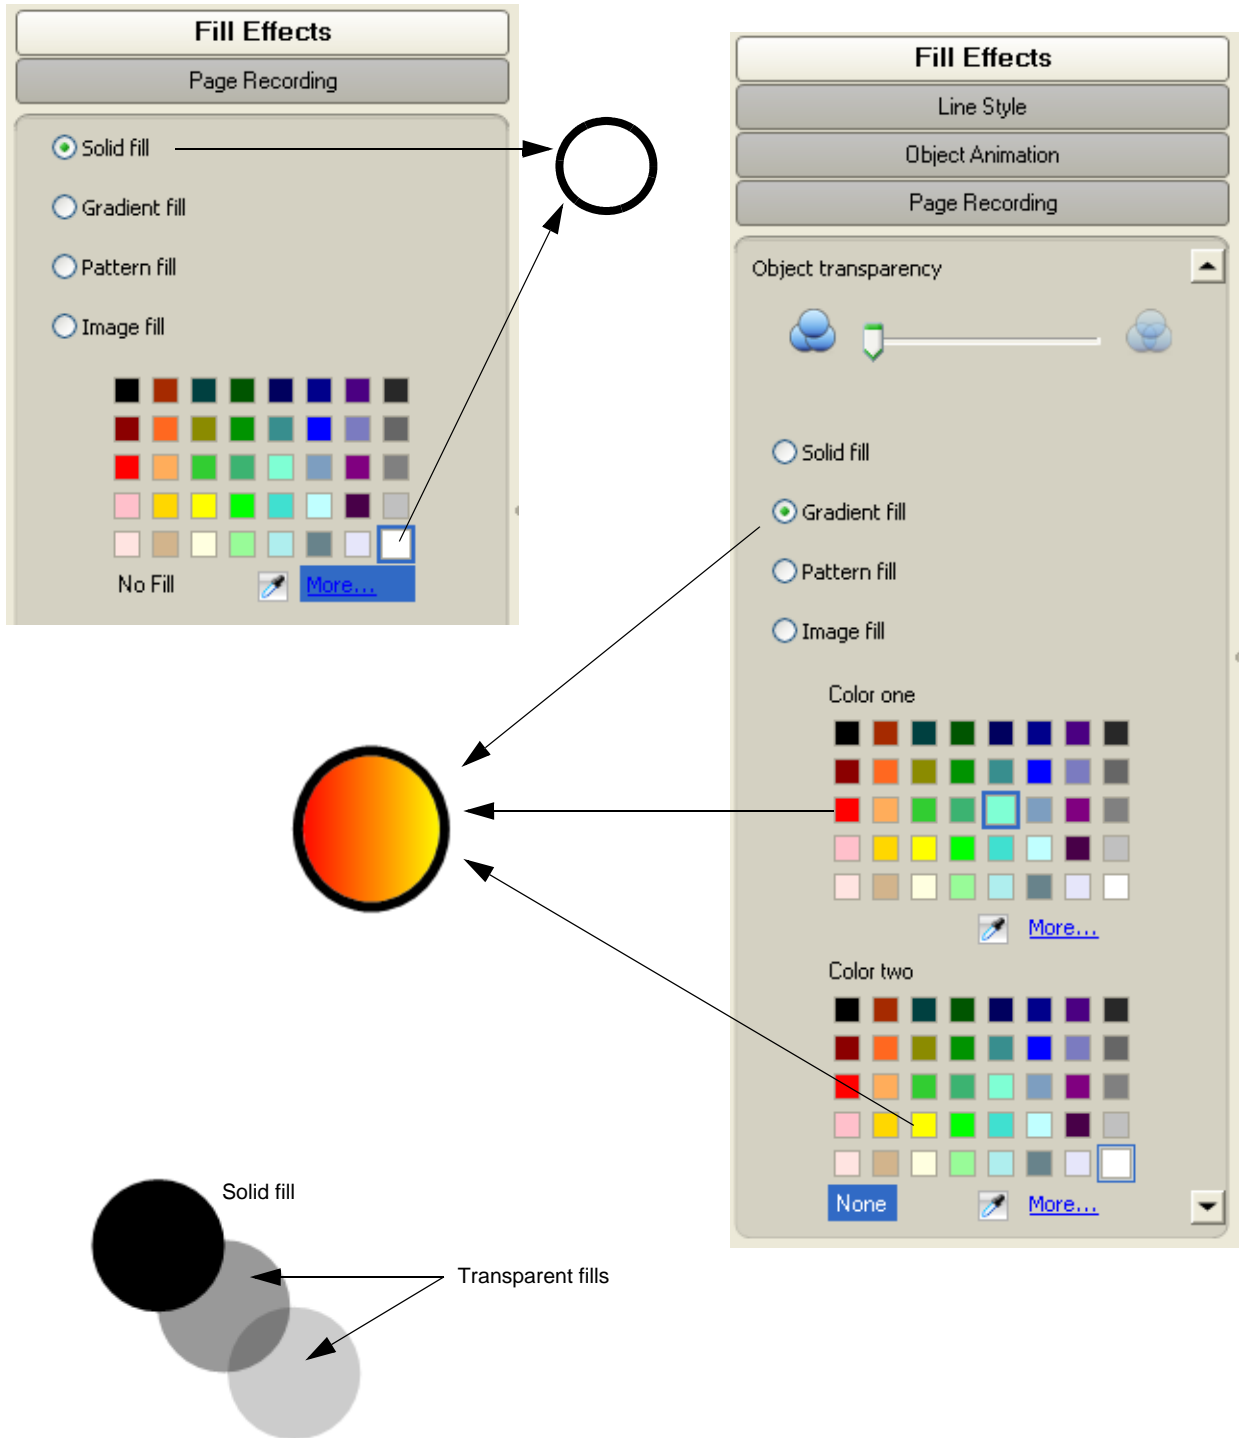 Fill Effects
Page Recording
Solid fill
Gradient fill
Pattern fill
Image fill
No Fill
More...
Fill Effects
Line Style
Object Animation
Page Recording
Object transparency
Solid fill
Gradient fill
Pattern fill
Image fill
Color one
More...
Color two
None
More...
Solid fill
Transparent fills